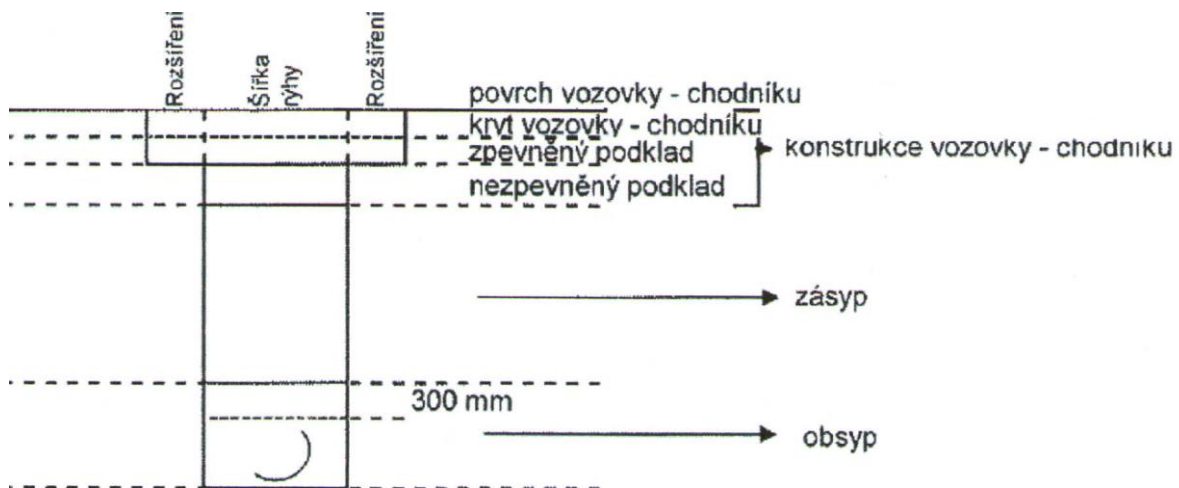 Rozšíření
Šířka
rýhy
Rozšíření
povrch vozovky - chodníku
kryt vozovky - chodníku
zpevněný podklad
konstrukce vozovky - chodníku
nezpevněný podklad
zásyp
300 mm
obsyp